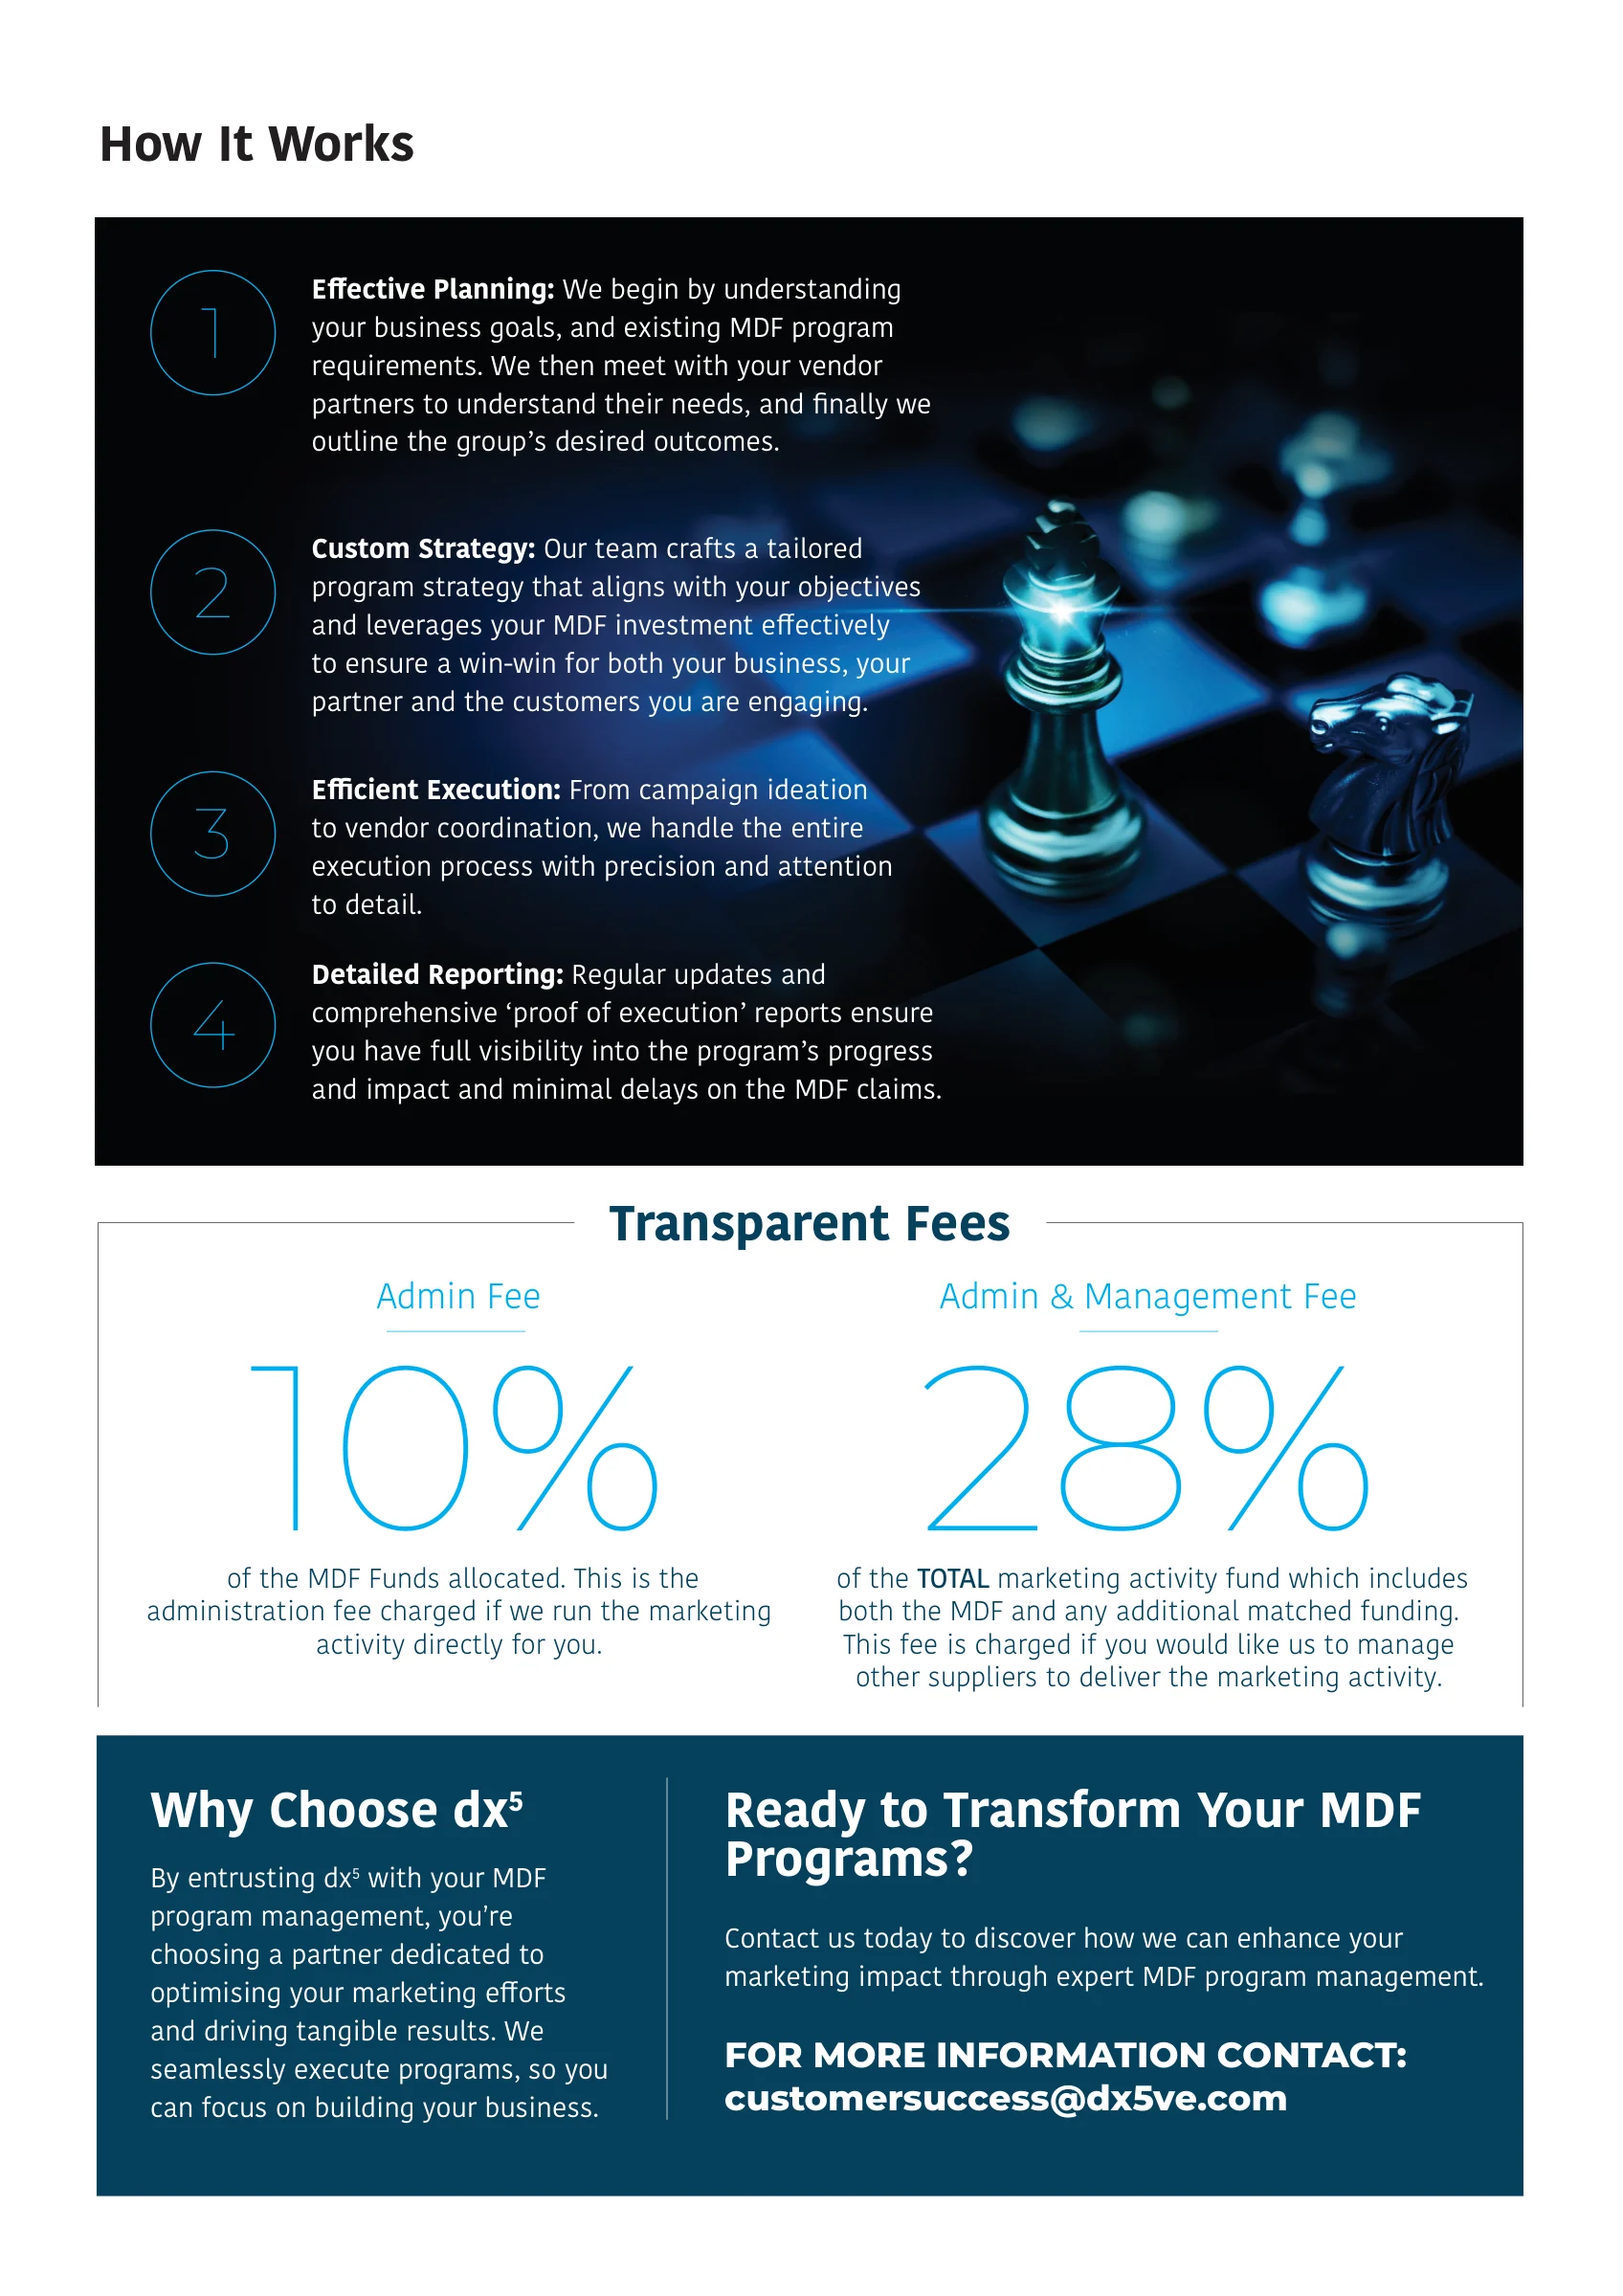 How It Works
1
Effective Planning: We begin by understanding
your business goals, and existing MDF program
requirements. We then meet with your vendor
partners to understand their needs, and finally we
outline the group’s desired outcomes.
2
Custom Strategy: Our team crafts a tailored
program strategy that aligns with your objectives
and leverages your MDF investment effectively
to ensure a win-win for both your business, your
partner and the customers you are engaging.
3
Efficient Execution: From campaign ideation
to vendor coordination, we handle the entire
execution process with precision and attention
to detail.
4
Detailed Reporting: Regular updates and
comprehensive ‘proof of execution’ reports ensure
you have full visibility into the program’s progress
and impact and minimal delays on the MDF claims.
Transparent Fees
Admin Fee
10%
of the MDF Funds allocated. This is the
administration fee charged if we run the marketing
activity directly for you.
Admin & Management Fee
28%
of the TOTAL marketing activity fund which includes
both the MDF and any additional matched funding.
This fee is charged if you would like us to manage
other suppliers to deliver the marketing activity.
Why Choose dx⁵
By entrusting dx⁵ with your MDF
program management, you’re
choosing a partner dedicated to
optimising your marketing efforts
and driving tangible results. We
seamlessly execute programs, so you
can focus on building your business.
Ready to Transform Your MDF
Programs?
Contact us today to discover how we can enhance your
marketing impact through expert MDF program management.
FOR MORE INFORMATION CONTACT:
customersuccess@dx5ve.com